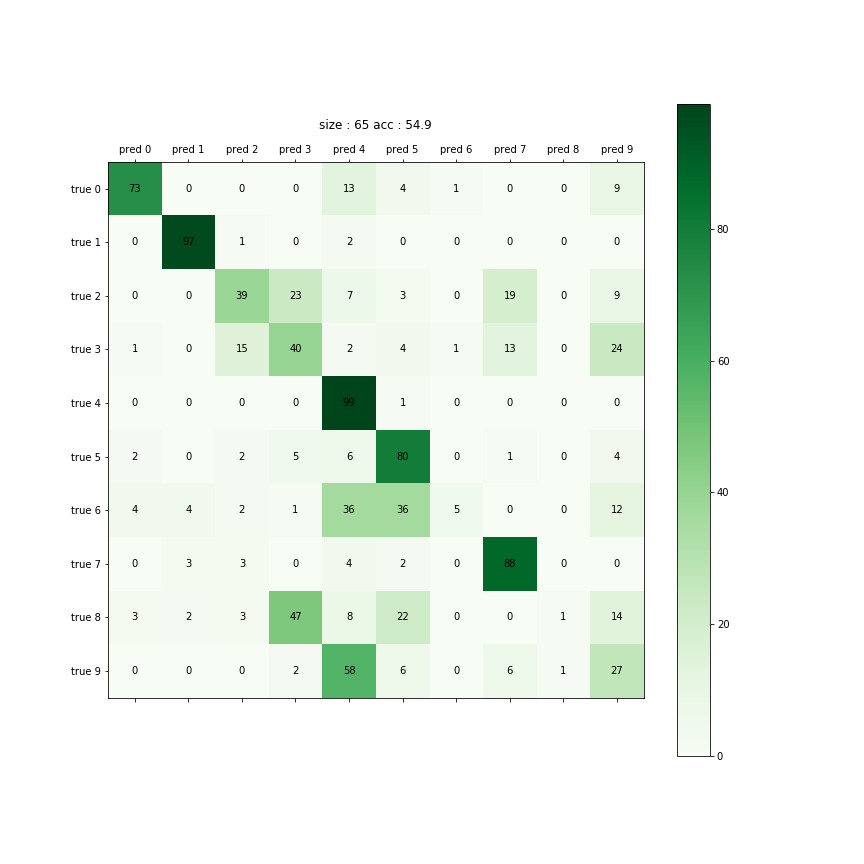 size : 65 acc : 54.9
pred 0 pred 1 pred 2 pred 3 pred 4 pred 5 pred 6 pred 7 pred 8 pred 9
true 0 73 0 0 0 13 4 1 0 0 9
true 1 0 97 1 0 2 0 0 0 0 0
true 2 0 0 39 23 7 3 0 19 0 9
true 3 1 0 15 40 2 4 1 13 0 24
true 4 0 0 0 0 99 1 0 0 0 0
true 5 2 0 2 5 6 80 0 1 0 4
true 6 4 4 2 1 36 36 5 0 0 12
true 7 0 3 3 0 4 2 0 88 0 0
true 8 3 2 3 47 8 22 0 0 1 14
true 9 0 0 0 2 58 6 0 6 1 27
80
60
40
20
0